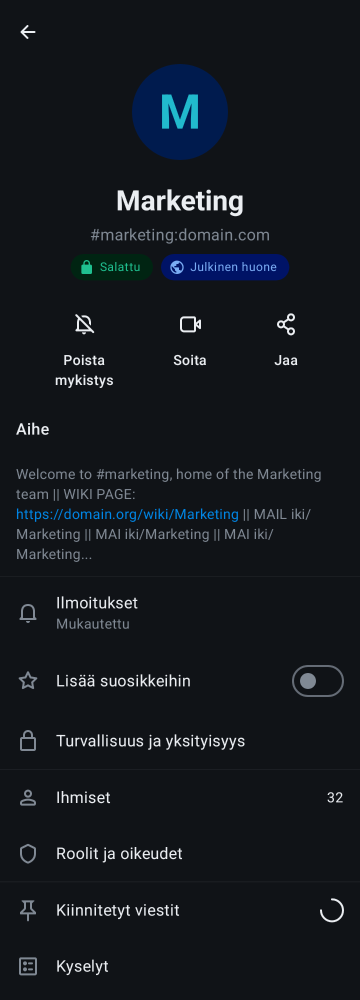 M
Marketing
#marketing:domain.com
Salattu
Julkinen huone
Poista
mykistys
Soita
Jaa
Aihe
Welcome to #marketing, home of the Marketing
team || WIKI PAGE:
https://domain.org/wiki/Marketing || MAIL iki/
Marketing || MAI iki/Marketing || MAI iki/
Marketing...
Ilmoitukset
Mukautettu
Lisää suosikkeihin
Turvallisuus ja yksityisyys
Ihmiset 32
Roolit ja oikeudet
Kiinnitetyt viestit
Kyselyt